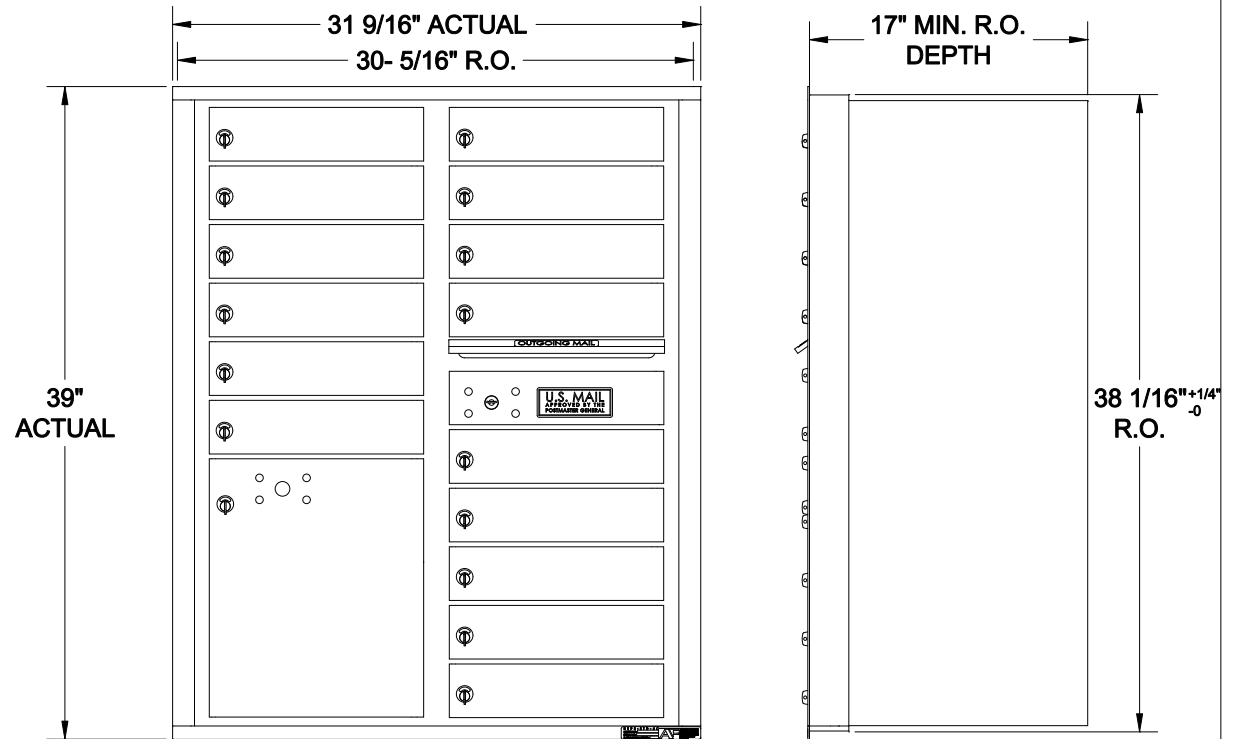 31 9/16" ACTUAL
30- 5/16" R.O.
17" MIN. R.O.
DEPTH
OUTGOING MAIL
U.S. MAIL
APPROVED BY THE
POSTMASTER GENERAL
39"
ACTUAL
38 1/16" +1/4"
-0
R.O.